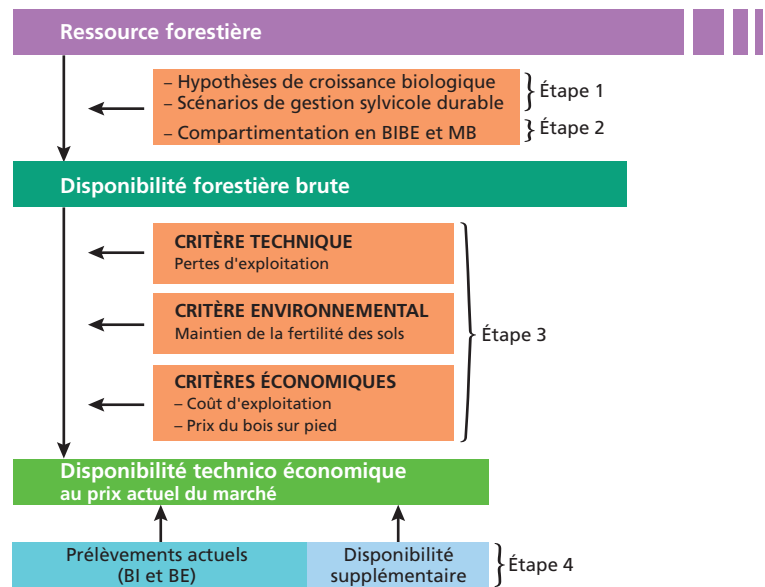 Ressource forestière
– Hypothèses de croissance biologique
– Scénarios de gestion sylvicole durable
Étape 1
– Compartimentation en BIBE et MB
Étape 2
Disponibilité forestière brute
CRITÈRE TECHNIQUE
Pertes d'exploitation
CRITÈRE ENVIRONNEMENTAL
Maintien de la fertilité des sols
Étape 3
CRITÈRES ÉCONOMIQUES
– Coût d'exploitation
– Prix du bois sur pied
Disponibilité technico économique
au prix actuel du marché
Prélèvements actuels
(BI et BE)
Disponibilité
supplémentaire
Étape 4